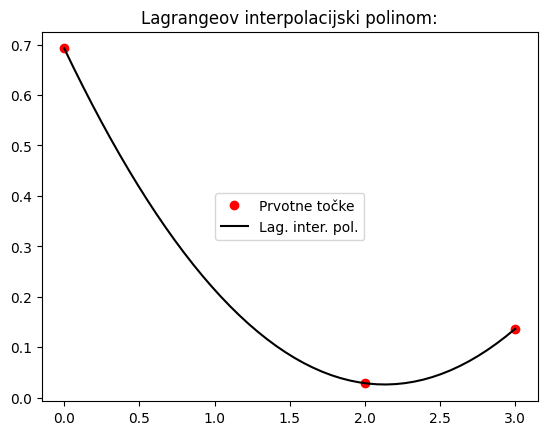 Lagrangeov interpolacijski polinom:
0.7
0.6
0.5
0.4
0.3
0.2
0.1
0.0
Prvotne točke
Lag. inter. pol.
0.0 0.5 1.0 1.5 2.0 2.5 3.0